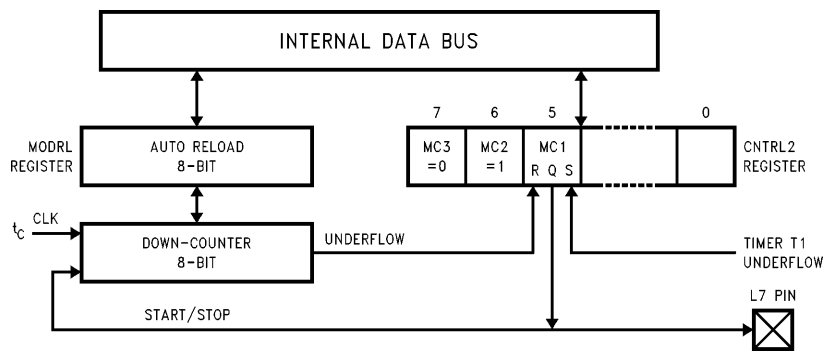 INTERNAL DATA BUS
7 6 5 0
MODRL
REGISTER
AUTO RELOAD
8-BIT
MC3
=0
MC2
=1
MC1
R Q S
CNTRL2
REGISTER
tC CLK
DOWN-COUNTER
8-BIT
UNDERFLOW
TIMER T1
UNDERFLOW
START/STOP
L7 PIN